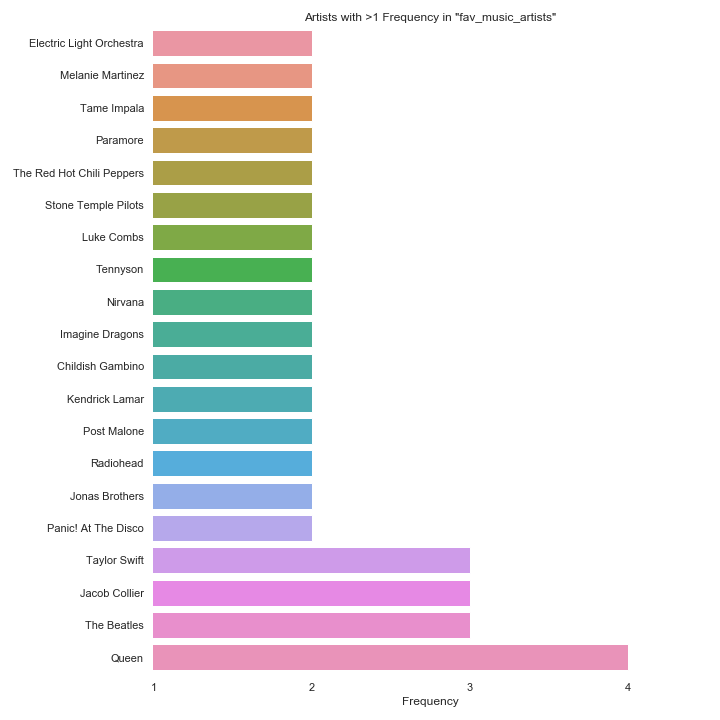 Artists with >1 Frequency in "fav_music_artists"
Electric Light Orchestra
Melanie Martinez
Tame Impala
Paramore
The Red Hot Chili Peppers
Stone Temple Pilots
Luke Combs
Tennyson
Nirvana
Imagine Dragons
Childish Gambino
Kendrick Lamar
Post Malone
Radiohead
Jonas Brothers
Panic! At The Disco
Taylor Swift
Jacob Collier
The Beatles
Queen
1 2 3 4
Frequency